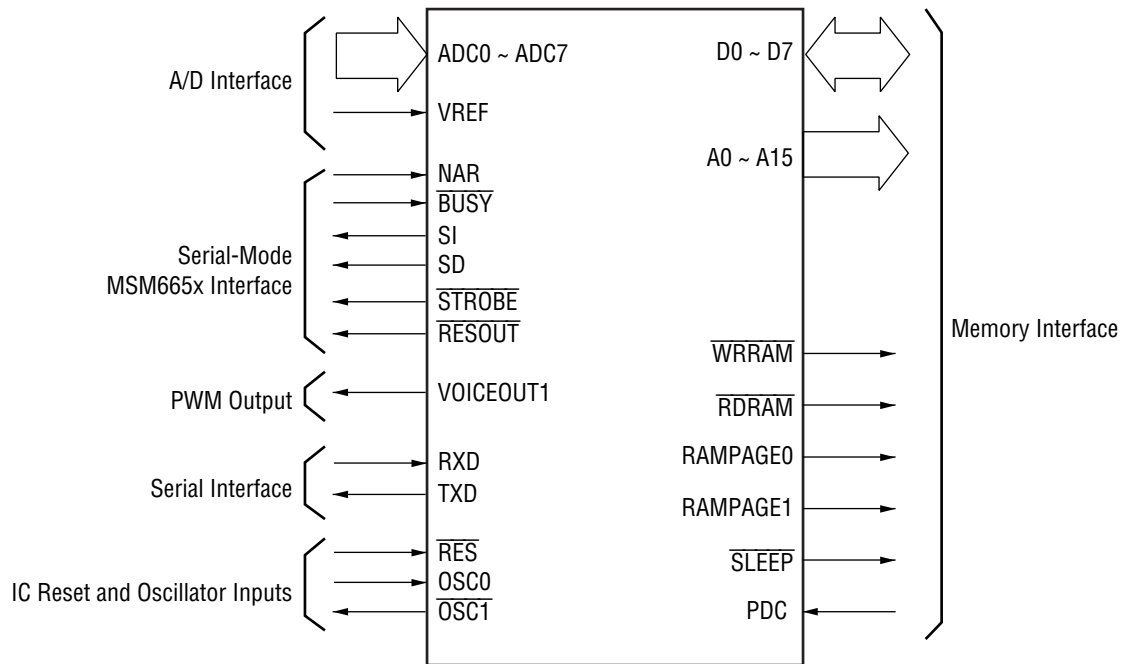 A/D Interface
ADC0 ~ ADC7
VREF
Serial-Mode
MSM665x Interface
NAR
BUSY
SI
SD
STROBE
RESOUT
PWM Output
VOICEOUT1
Serial Interface
RXD
TXD
IC Reset and Oscillator Inputs
RES
OSC0
OSC1
D0 ~ D7
A0 ~ A15
WRRAM
RDRAM
RAMPAGE0
RAMPAGE1
SLEEP
PDC
Memory Interface